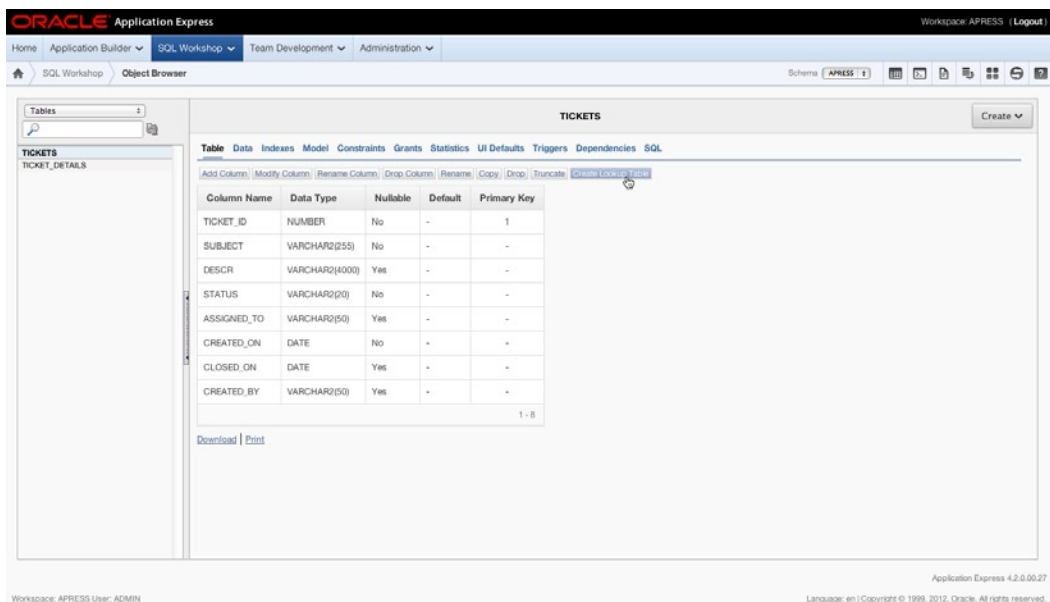 ORACLE Application Express
Workspace: APRESS (Logout)
Home Application Builder SQL Workshop Team Development Administration
SQL Workshop Object Browser
Schema APRESS
Tables
TICKETS
Create
TICKETS
TICKET_DETAILS
Table Data Indexes Model Constraints Grants Statistics UI Defaults Triggers Dependencies SQL
Add Column Modify Column Rename Column Drop Column Rename Copy Drop Truncate Create Lookup Table
Column Name Data Type Nullable Default Primary Key
TICKET_ID NUMBER No - 1
SUBJECT VARCHAR2(255) No - -
DESCR VARCHAR2(4000) Yes - -
STATUS VARCHAR2(20) No - -
ASSIGNED_TO VARCHAR2(50) Yes - -
CREATED_ON DATE No - -
CLOSED_ON DATE Yes - -
CREATED_BY VARCHAR2(50) Yes - -
1 - 8
Download | Print
Application Express 4.2.0.00.27
Workspace: APRESS User: ADMIN
Language: en | Copyright © 1999, 2012, Oracle. All rights reserved.